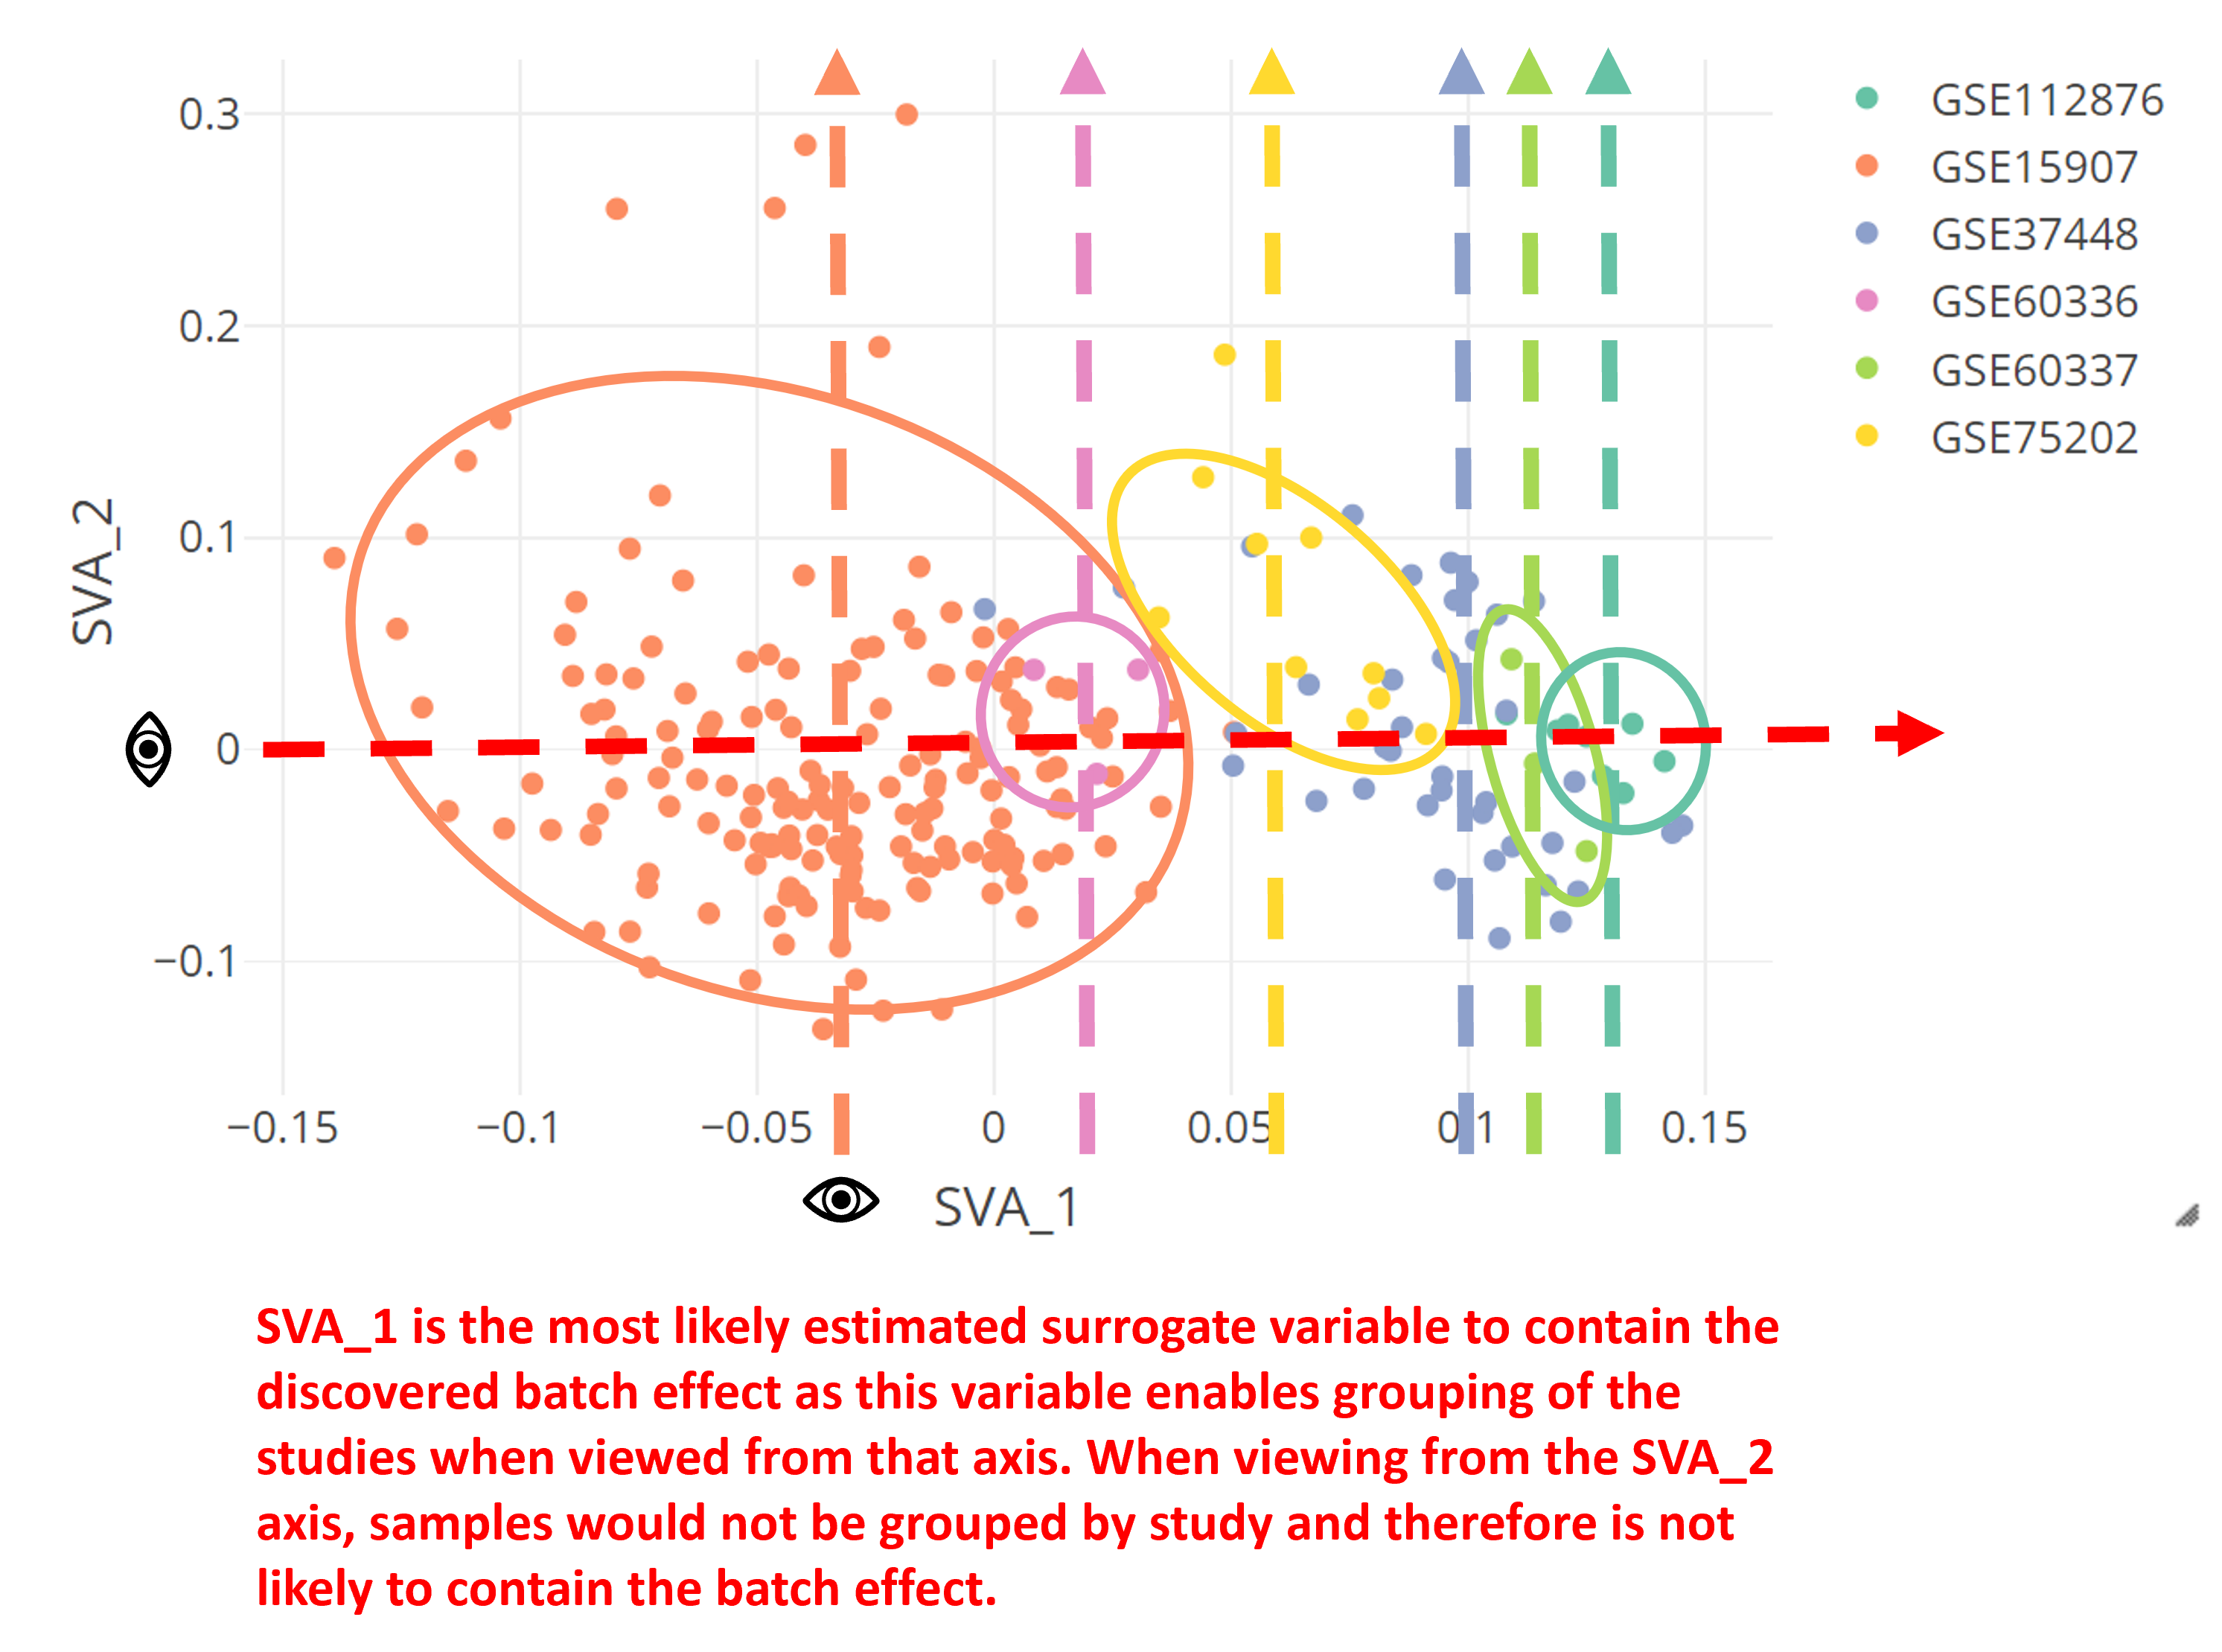 0.3
0.2
0.1
0
−0.1
SVA_2
−0.15
−0.1
−0.05
0
0.05
0.1
0.15
SVA_1
GSE112876
GSE15907
GSE37448
GSE60336
GSE60337
GSE75202
SVA_1 is the most likely estimated surrogate variable to contain the
discovered batch effect as this variable enables grouping of the
studies when viewed from that axis. When viewing from the SVA_2
axis, samples would not be grouped by study and therefore is not
likely to contain the batch effect.